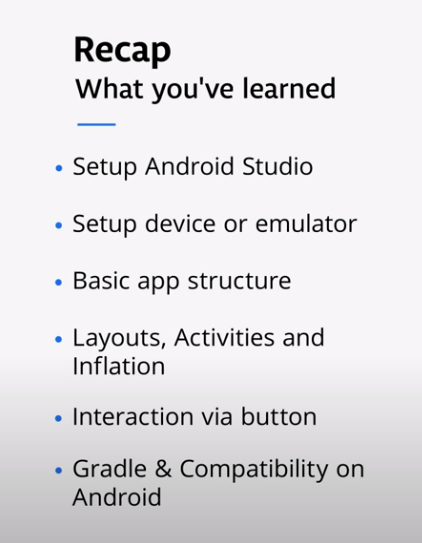 Recap
What you've learned
• Setup Android Studio
• Setup device or emulator
• Basic app structure
• Layouts, Activities and
Inflation
• Interaction via button
• Gradle & Compatibility on
Android